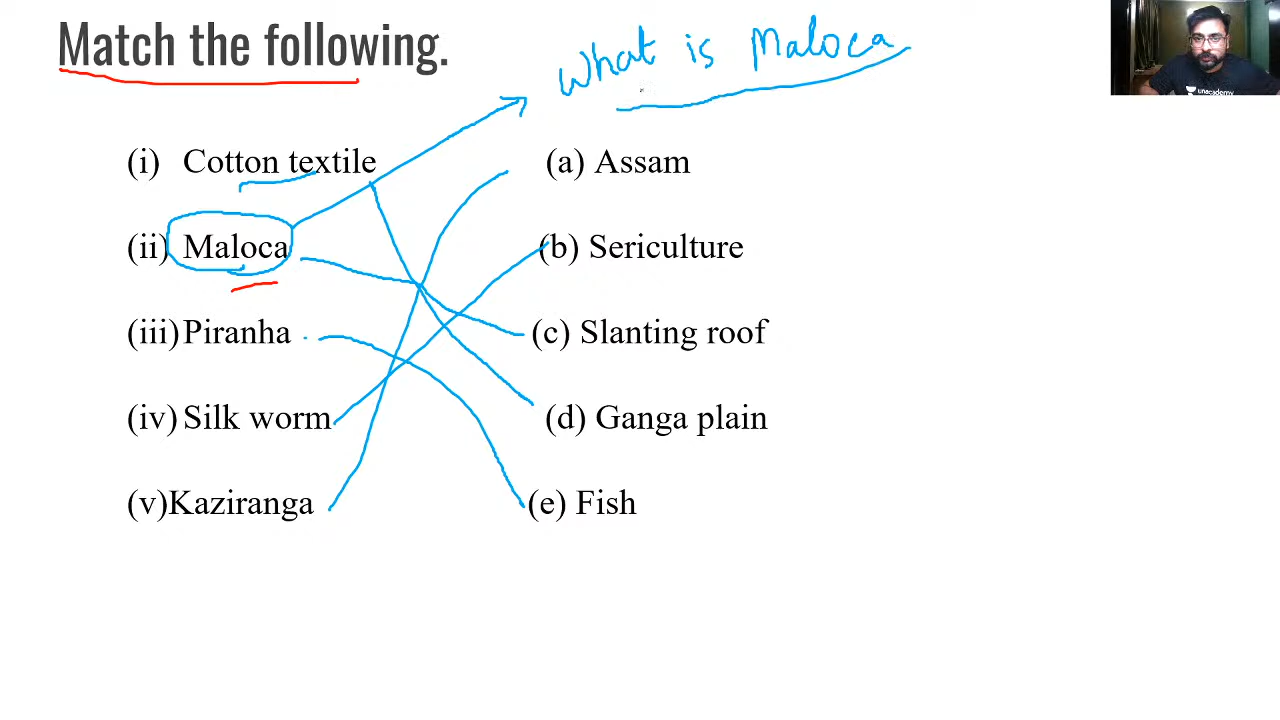 Match the following.
What is Maloca
unacademy
(i) Cotton textile (a) Assam
(ii) Maloca (b) Sericulture
(iii) Piranha (c) Slanting roof
(iv) Silk worm (d) Ganga plain
(v) Kaziranga (e) Fish